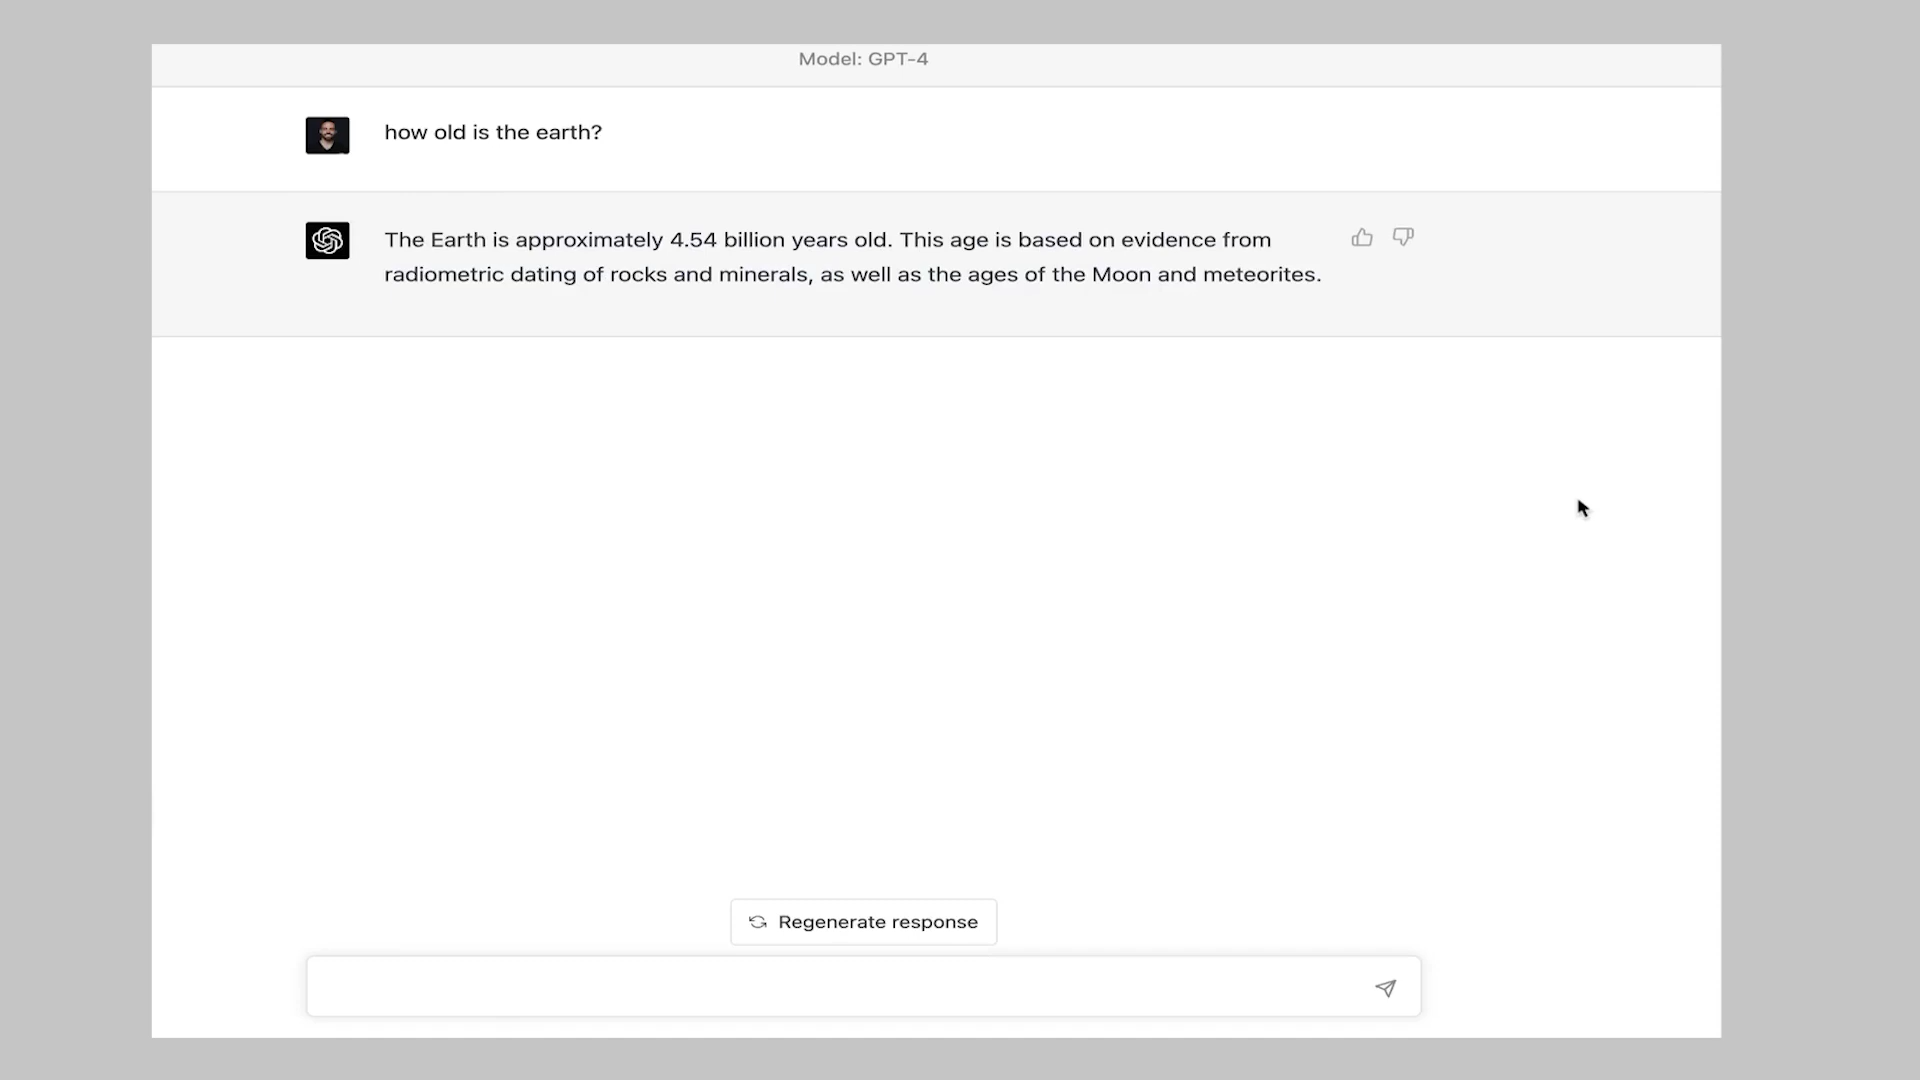 Model: GPT-4
how old is the earth?
The Earth is approximately 4.54 billion years old. This age is based on evidence from
radiometric dating of rocks and minerals, as well as the ages of the Moon and meteorites.
Regenerate response